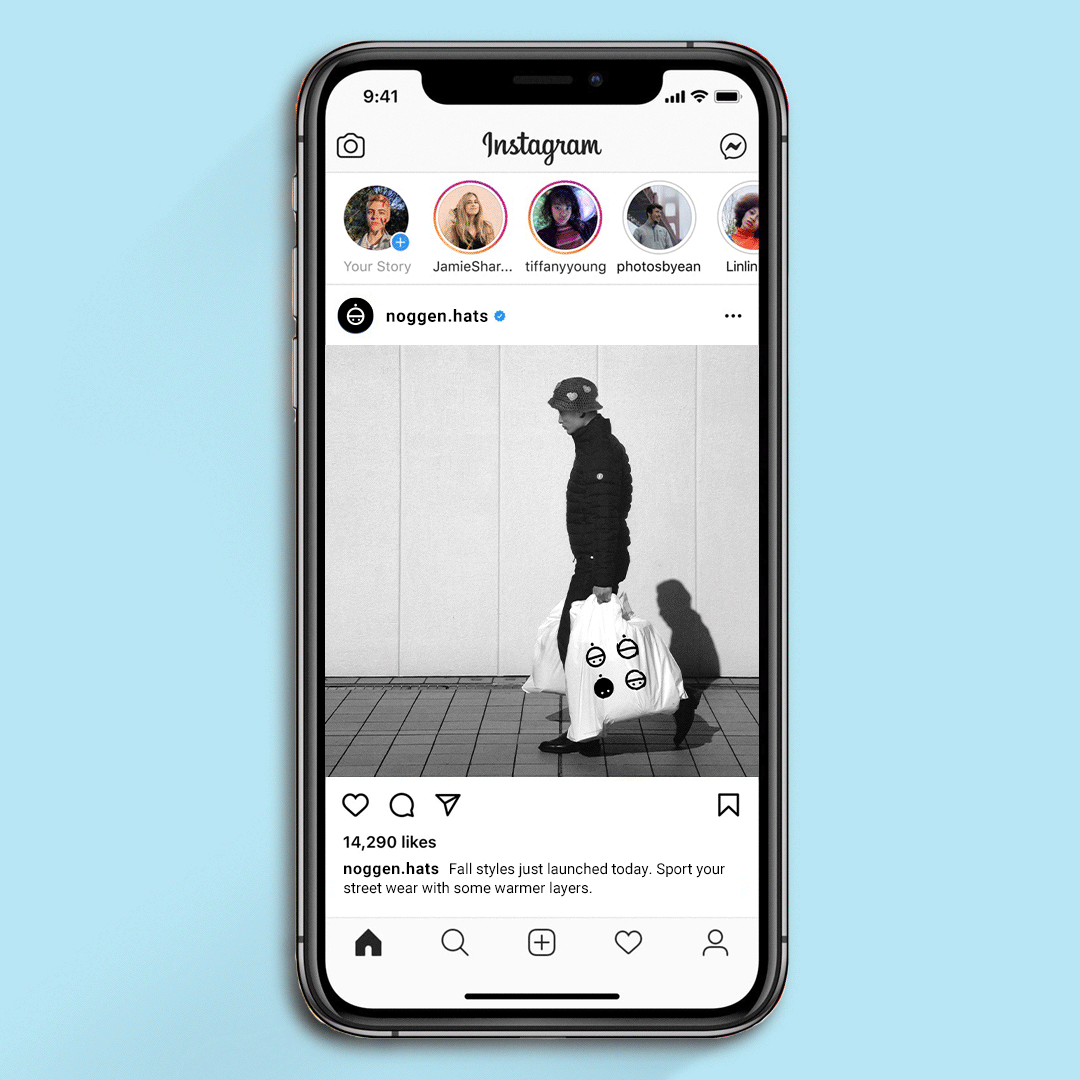 9:41
Instagram
Your Story JamieShar... tiffanyyoung photosbyean Linlin
noggen.hats
14,290 likes
noggen.hats Fall styles just launched today. Sport your
street wear with some warmer layers.